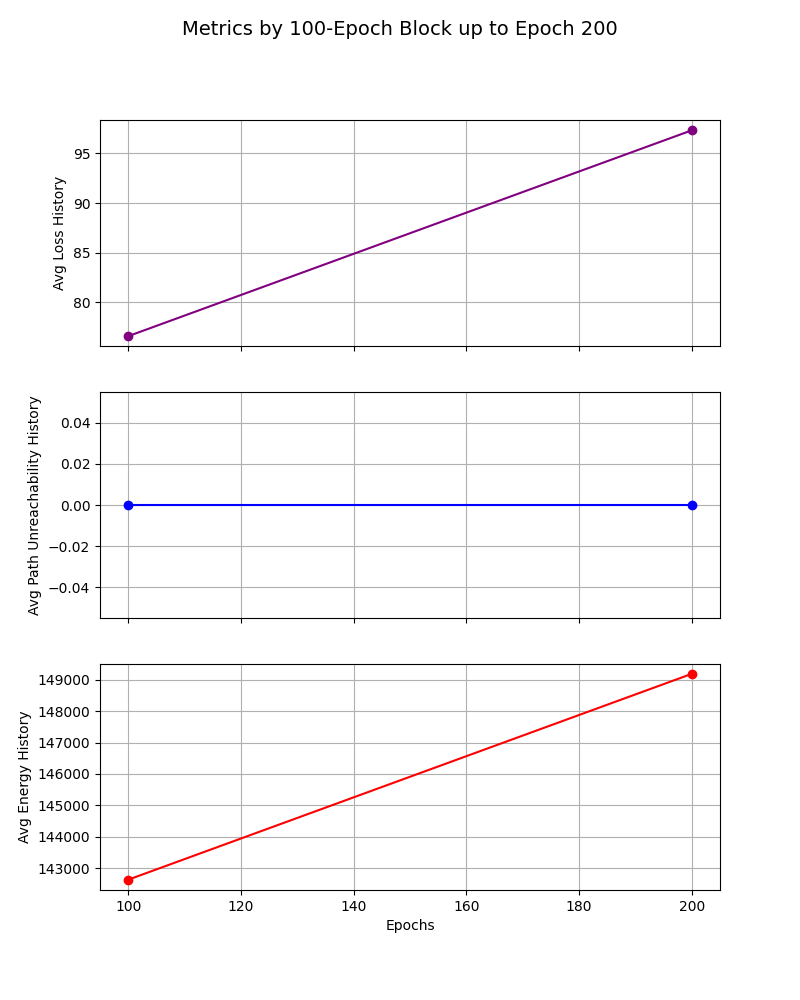 Metrics by 100-Epoch Block up to Epoch 200
Avg Loss History
95
90
85
80
Avg Path Unreachability History
0.04
0.02
0.00
−0.02
−0.04
Avg Energy History
149000
148000
147000
146000
145000
144000
143000
100 120 140 160 180 200
Epochs